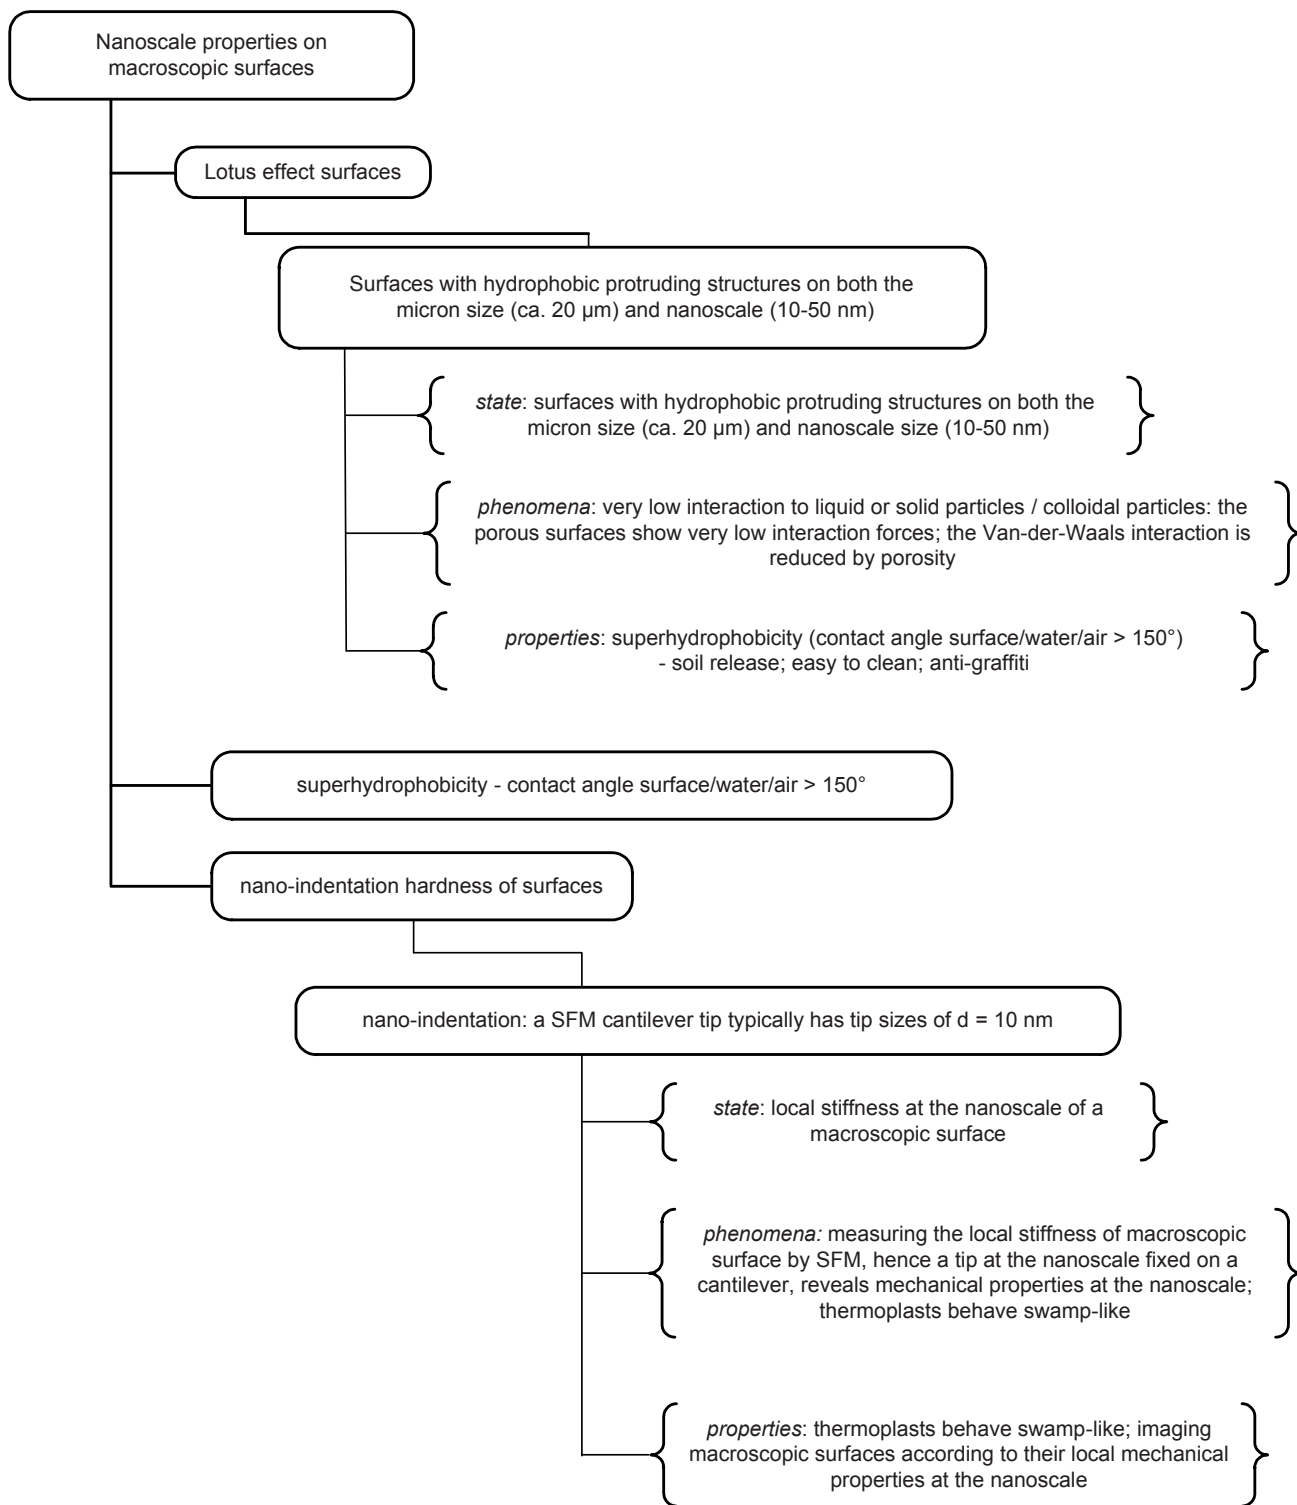 Nanoscale properties on
macroscopic surfaces
Lotus effect surfaces
Surfaces with hydrophobic protruding structures on both the
micron size (ca. 20 µm) and nanoscale (10-50 nm)
state: surfaces with hydrophobic protruding structures on both the
micron size (ca. 20 µm) and nanoscale size (10-50 nm)
phenomena: very low interaction to liquid or solid particles / colloidal particles: the
porous surfaces show very low interaction forces; the Van-der-Waals interaction is
reduced by porosity
properties: superhydrophobicity (contact angle surface/water/air > 150°)
- soil release; easy to clean; anti-graffiti
superhydrophobicity - contact angle surface/water/air > 150°
nano-indentation hardness of surfaces
nano-indentation: a SFM cantilever tip typically has tip sizes of d = 10 nm
state: local stiffness at the nanoscale of a
macroscopic surface
phenomena: measuring the local stiffness of macroscopic
surface by SFM, hence a tip at the nanoscale fixed on a
cantilever, reveals mechanical properties at the nanoscale;
thermoplasts behave swamp-like
properties: thermoplasts behave swamp-like; imaging
macroscopic surfaces according to their local mechanical
properties at the nanoscale